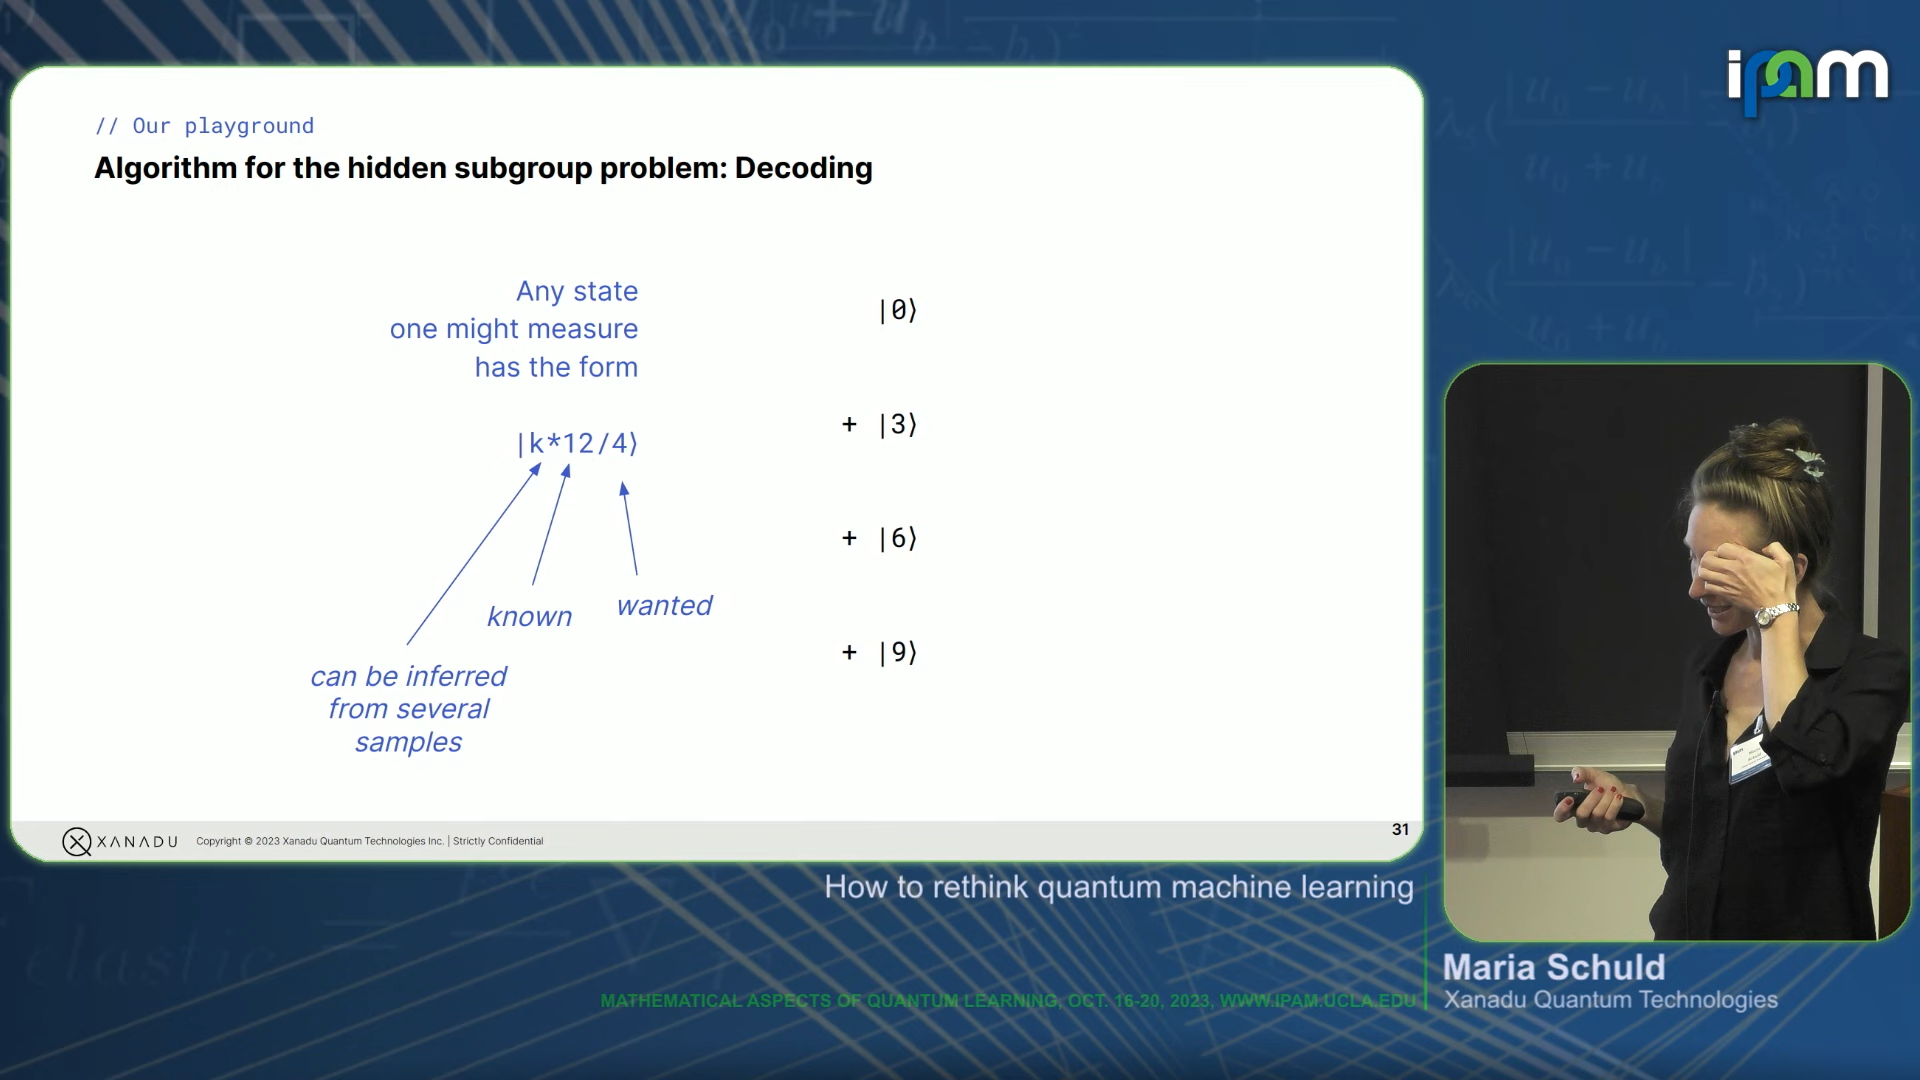 ipam
// Our playground
Algorithm for the hidden subgroup problem: Decoding
Any state
one might measure
has the form
|k*12/4⟩
known
wanted
can be inferred
from several
samples
|0⟩
+ |3⟩
+ |6⟩
+ |9⟩
XANADU
Copyright © 2023 Xanadu Quantum Technologies Inc. | Strictly Confidential
31
How to rethink quantum machine learning
Maria Schuld
Xanadu Quantum Technologies
MATHEMATICAL ASPECTS OF QUANTUM LEARNING, OCT. 16-20, 2023, WWW.IPAM.UCLA.EDU
elastic